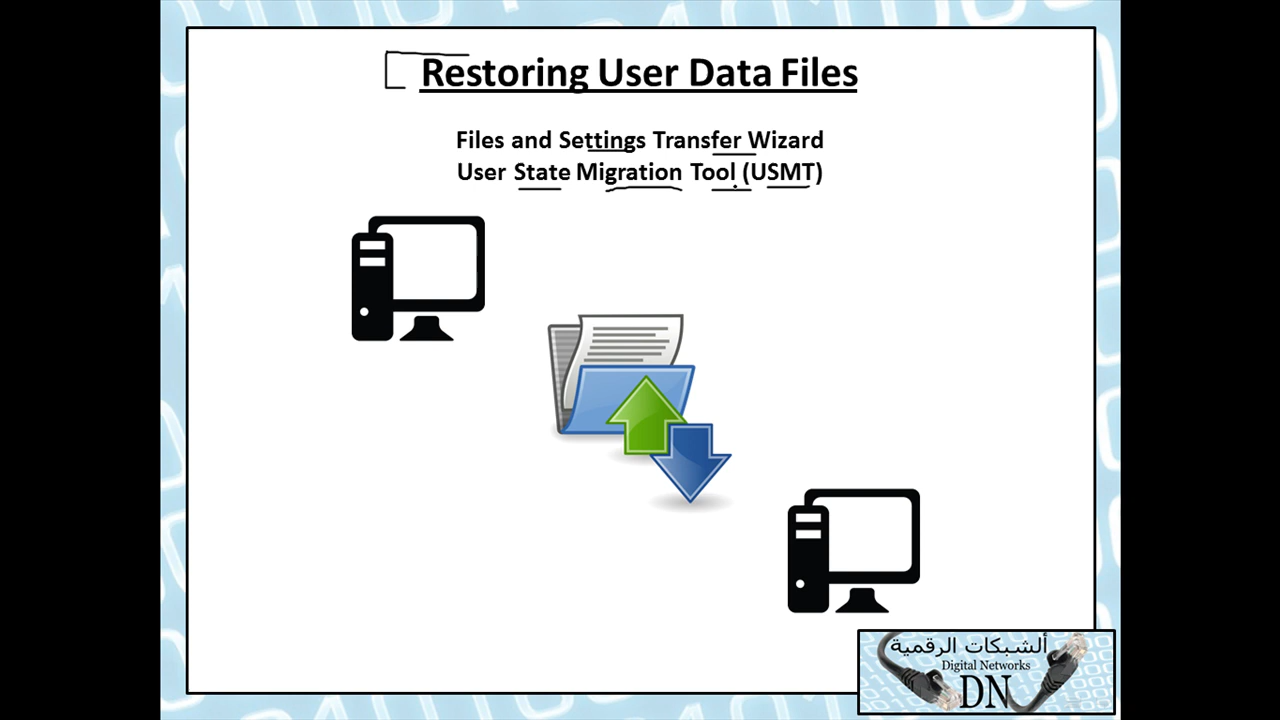 Restoring User Data Files
Files and Settings Transfer Wizard
User State Migration Tool (USMT)
ألشبكات الرقمية
Digital Networks
DN